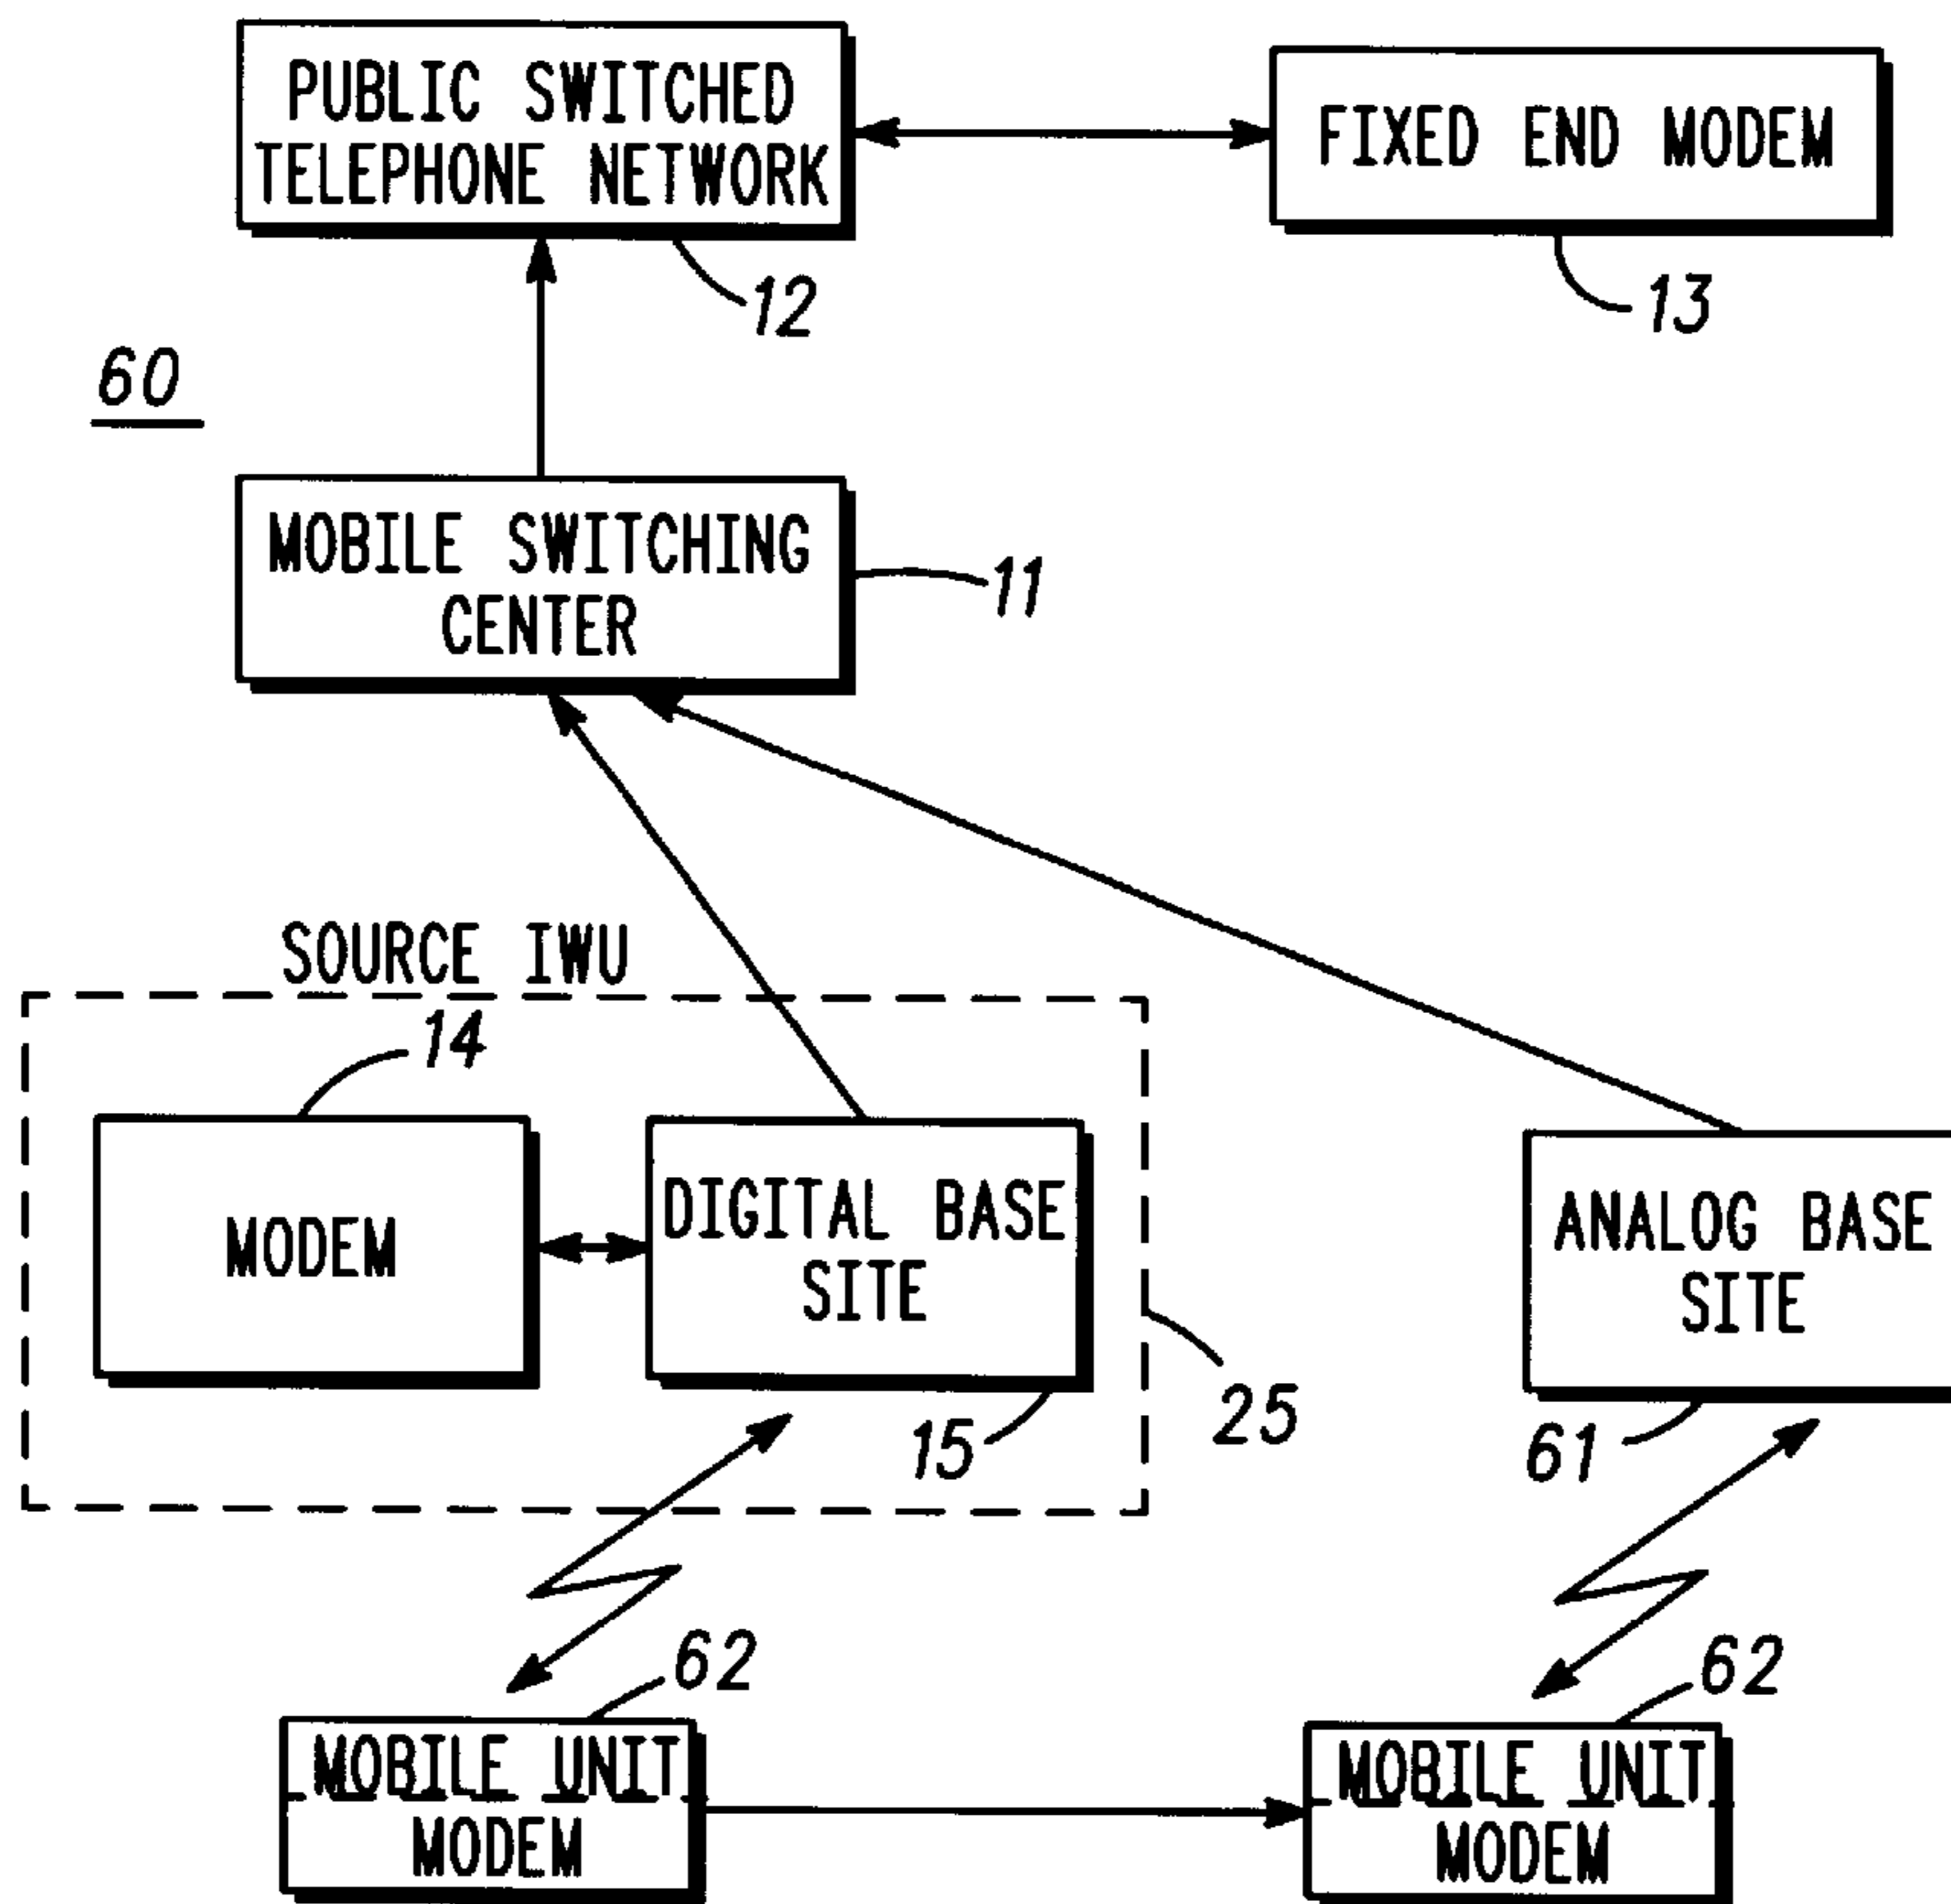 PUBLIC SWITCHED
TELEPHONE NETWORK
FIXED END MODEM
12
13
60
MOBILE SWITCHING
CENTER
11
SOURCE IWU
14
MODEM
DIGITAL BASE
SITE
ANALOG BASE
SITE
15
25
61
62
62
MOBILE UNIT
MODEM
MOBILE UNIT
MODEM